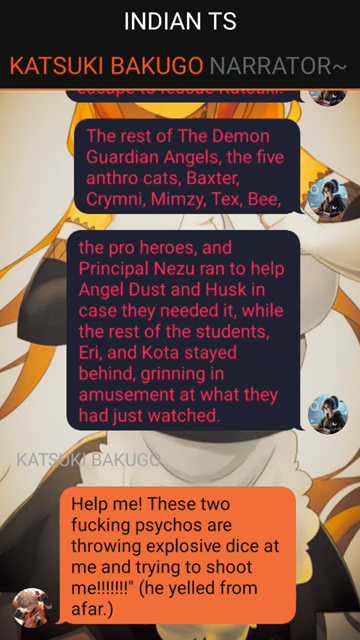 INDIAN TS
KATSUKI BAKUGO NARRATOR~
escape to rescue Katsuki.
The rest of The Demon
Guardian Angels, the five
anthro cats, Baxter,
Crymni, Mimzy, Tex, Bee,
the pro heroes, and
Principal Nezu ran to help
Angel Dust and Husk in
case they needed it, while
the rest of the students,
Eri, and Kota stayed
behind, grinning in
amusement at what they
had just watched.
KATSUKI BAKUGO
Help me! These two
fucking psychos are
throwing explosive dice at
me and trying to shoot
me!!!!!!!" (he yelled from
afar.)